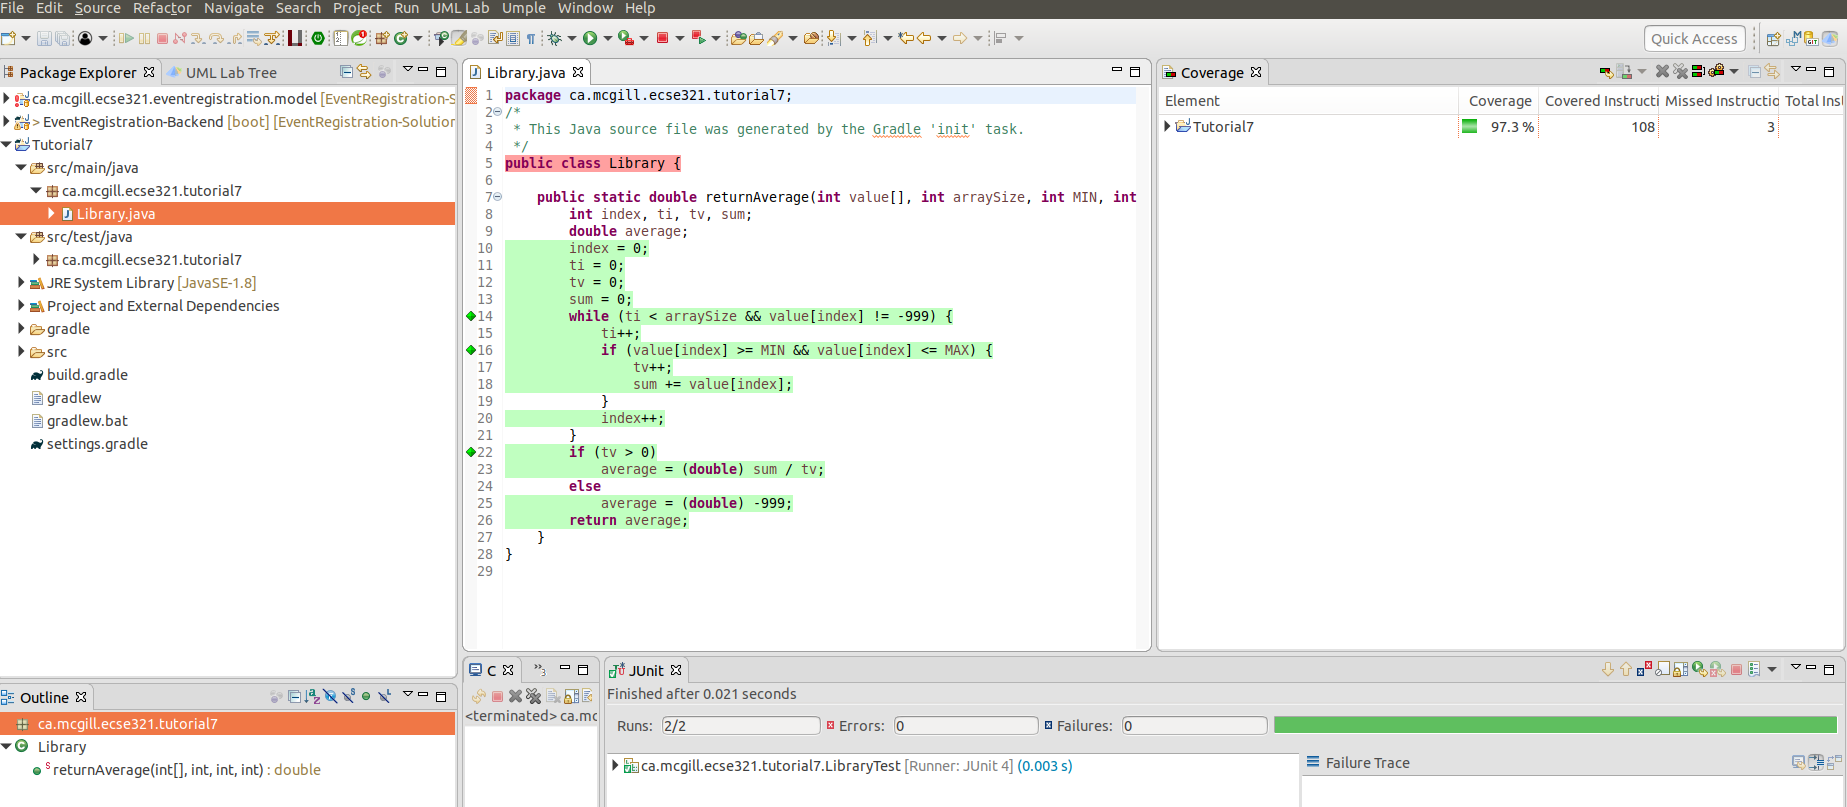 File Edit Source Refactor Navigate Search Project Run UML Lab Umple Window Help
Quick Access
Package Explorer
UML Lab Tree
ca.mcgill.ecse321.eventregistration.model [EventRegistration-S
> EventRegistration-Backend [boot] [EventRegistration-Solution
Tutorial7
src/main/java
ca.mcgill.ecse321.tutorial7
Library.java
src/test/java
ca.mcgill.ecse321.tutorial7
JRE System Library [JavaSE-1.8]
Project and External Dependencies
gradle
src
build.gradle
gradlew
gradlew.bat
settings.gradle
Outline
ca.mcgill.ecse321.tutorial7
Library
returnAverage(int[], int, int, int) : double
Library.java
1 package ca.mcgill.ecse321.tutorial7;
2 /*
3 * This Java source file was generated by the Gradle 'init' task.
4 */
5 public class Library {
6
7 public static double returnAverage(int value[], int arraySize, int MIN, int
8 int index, ti, tv, sum;
9 double average;
10 index = 0;
11 ti = 0;
12 tv = 0;
13 sum = 0;
14 while (ti < arraySize && value[index] != -999) {
15 ti++;
16 if (value[index] >= MIN && value[index] <= MAX) {
17 tv++;
18 sum += value[index];
19 }
20 index++;
21 }
22 if (tv > 0)
23 average = (double) sum / tv;
24 else
25 average = (double) -999;
26 return average;
27 }
28 }
29
Coverage
Element Coverage Covered Instructi Missed Instructio Total Ins
Tutorial7 97.3 % 108 3
C
3
<terminated> ca.mc
JUnit
Finished after 0.021 seconds
Runs: 2/2 Errors: 0 Failures: 0
ca.mcgill.ecse321.tutorial7.LibraryTest [Runner: JUnit 4] (0.003 s)
Failure Trace